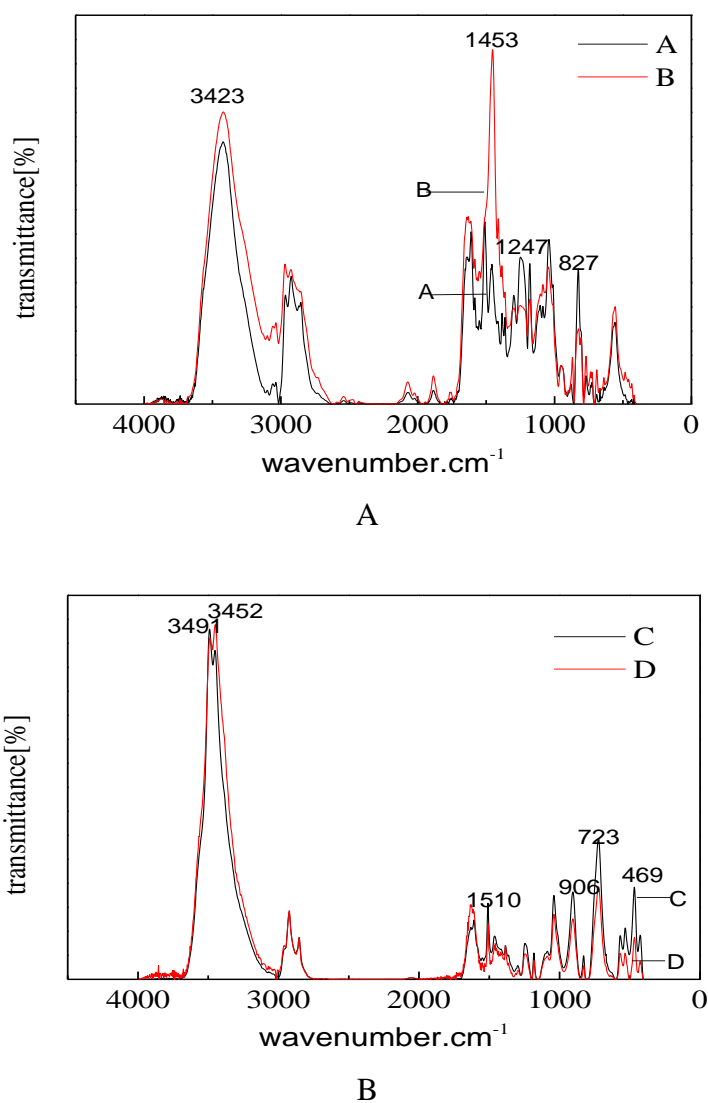 1453
A
B
3423
transmittance[%]
B
1247
827
A
4000 3000 2000 1000 0
wavenumber.cm-1
A
3491
3452
C
D
transmittance[%]
723
1510
906
469
C
D
4000 3000 2000 1000 0
wavenumber.cm-1
B